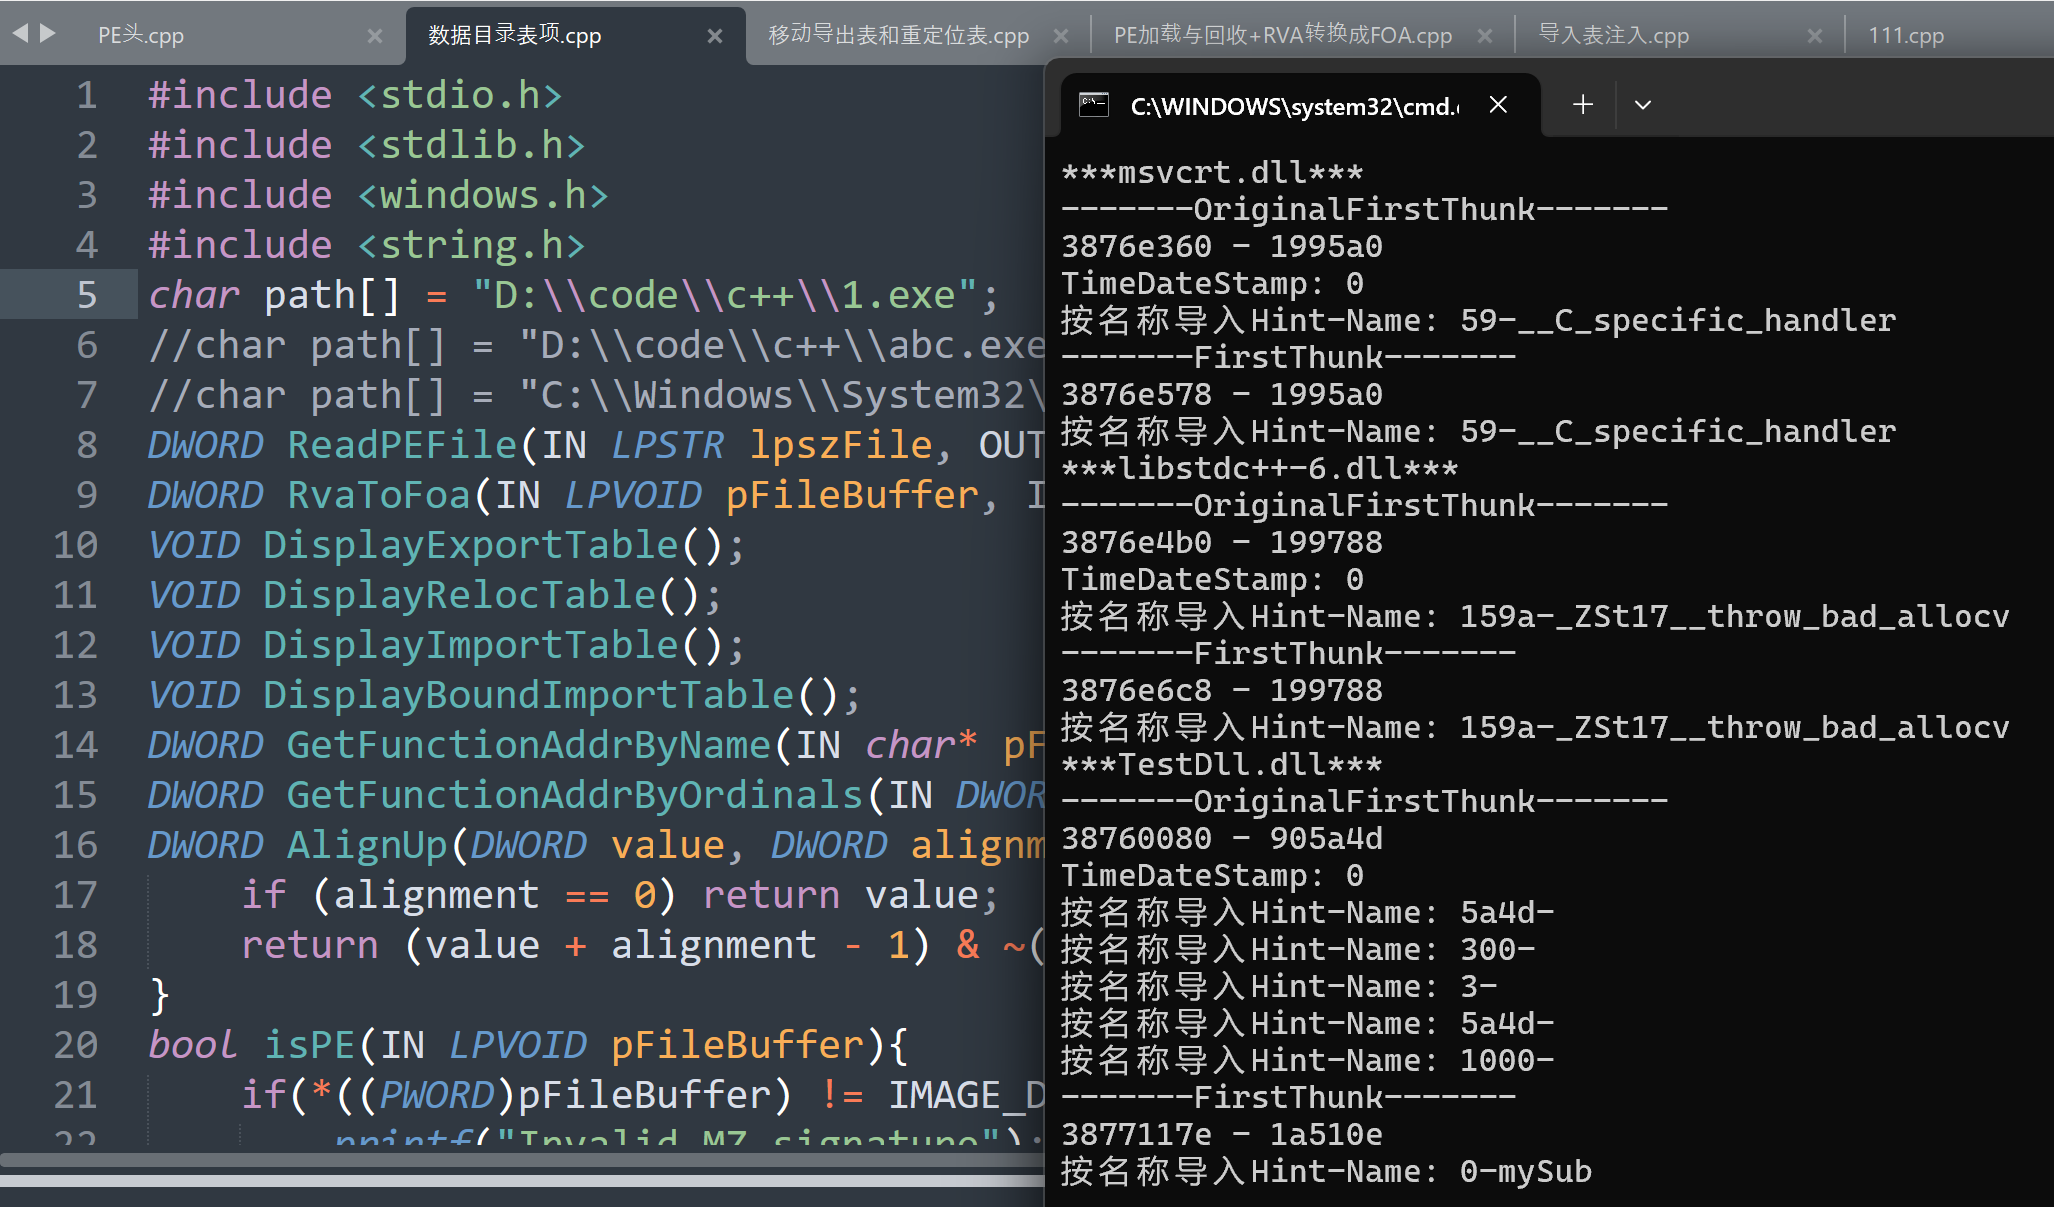 PE头.cpp
数据目录表项.cpp
移动导出表和重定位表.cpp
PE加载与回收+RVA转换成FOA.cpp
导入表注入.cpp
111.cpp
1 #include <stdio.h>
2 #include <stdlib.h>
3 #include <windows.h>
4 #include <string.h>
5 char path[] = "D:\\code\\c++\\1.exe";
6 //char path[] = "D:\\code\\c++\\abc.exe
7 //char path[] = "C:\\Windows\\System32\
8 DWORD ReadPEFile(IN LPSTR lpszFile, OUT
9 DWORD RvaToFoa(IN LPVOID pFileBuffer, I
10 VOID DisplayExportTable();
11 VOID DisplayRelocTable();
12 VOID DisplayImportTable();
13 VOID DisplayBoundImportTable();
14 DWORD GetFunctionAddrByName(IN char* pF
15 DWORD GetFunctionAddrByOrdinals(IN DWOR
16 DWORD AlignUp(DWORD value, DWORD alignm
17 if (alignment == 0) return value;
18 return (value + alignment - 1) & ~(
19 }
20 bool isPE(IN LPVOID pFileBuffer){
21 if(*((PWORD)pFileBuffer) != IMAGE_D
22 printf("Invalid MZ signature");
C:\WINDOWS\system32\cmd.
***msvcrt.dll***
-------OriginalFirstThunk-------
3876e360 - 1995a0
TimeDateStamp: 0
按名称导入Hint-Name: 59-__C_specific_handler
-------FirstThunk-------
3876e578 - 1995a0
按名称导入Hint-Name: 59-__C_specific_handler
***libstdc++-6.dll***
-------OriginalFirstThunk-------
3876e4b0 - 199788
TimeDateStamp: 0
按名称导入Hint-Name: 159a-_ZSt17__throw_bad_allocv
-------FirstThunk-------
3876e6c8 - 199788
按名称导入Hint-Name: 159a-_ZSt17__throw_bad_allocv
***TestDll.dll***
-------OriginalFirstThunk-------
38760080 - 905a4d
TimeDateStamp: 0
按名称导入Hint-Name: 5a4d-
按名称导入Hint-Name: 300-
按名称导入Hint-Name: 3-
按名称导入Hint-Name: 5a4d-
按名称导入Hint-Name: 1000-
-------FirstThunk-------
3877117e - 1a510e
按名称导入Hint-Name: 0-mySub